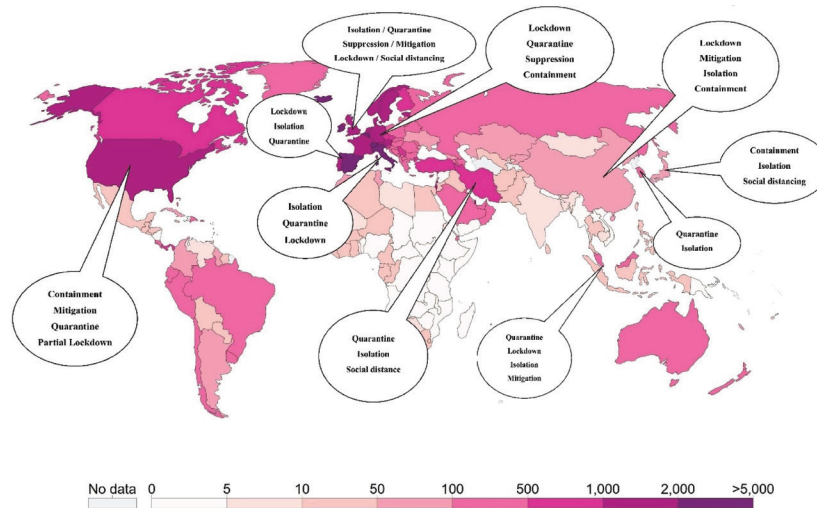 Isolation / Quarantine
Suppression / Mitigation
Lockdown / Social distancing
Lockdown
Quarantine
Suppression
Containment
Lockdown
Mitigation
Isolation
Containment
Lockdown
Isolation
Quarantine
Containment
Isolation
Social distancing
Isolation
Quarantine
Lockdown
Quarantine
Isolation
Containment
Mitigation
Quarantine
Partial Lockdown
Quarantine
Isolation
Social distance
Quarantine
Lockdown
Isolation
Mitigation
No data 0 5 10 50 100 500 1,000 2,000 >5,000